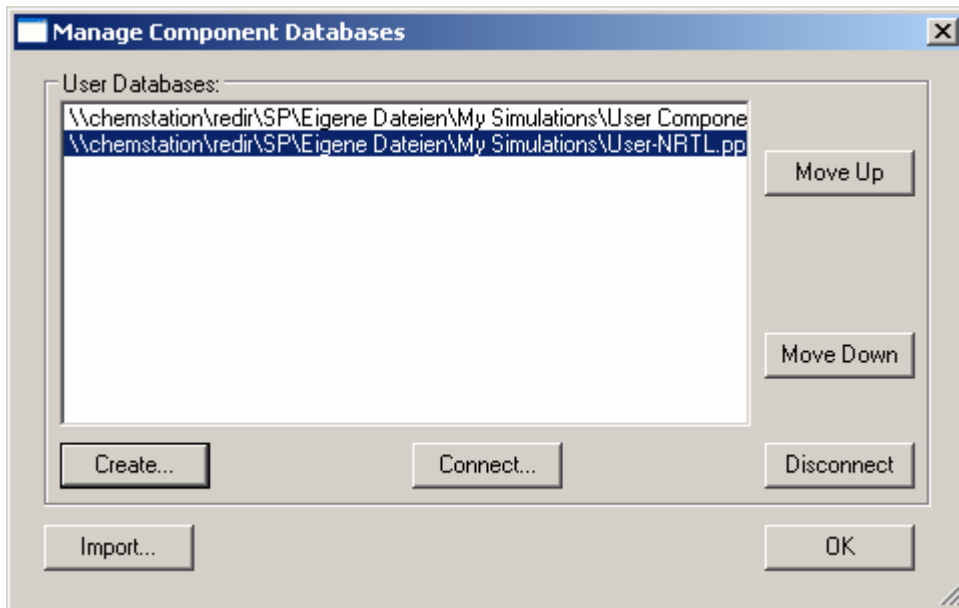 Manage Component Databases
User Databases:
\\chemstation\redir\SP\Eigene Dateien\My Simulations\User Compone
\\chemstation\redir\SP\Eigene Dateien\My Simulations\User-NRTL.pp
Move Up
Move Down
Create...
Connect...
Disconnect
Import...
OK